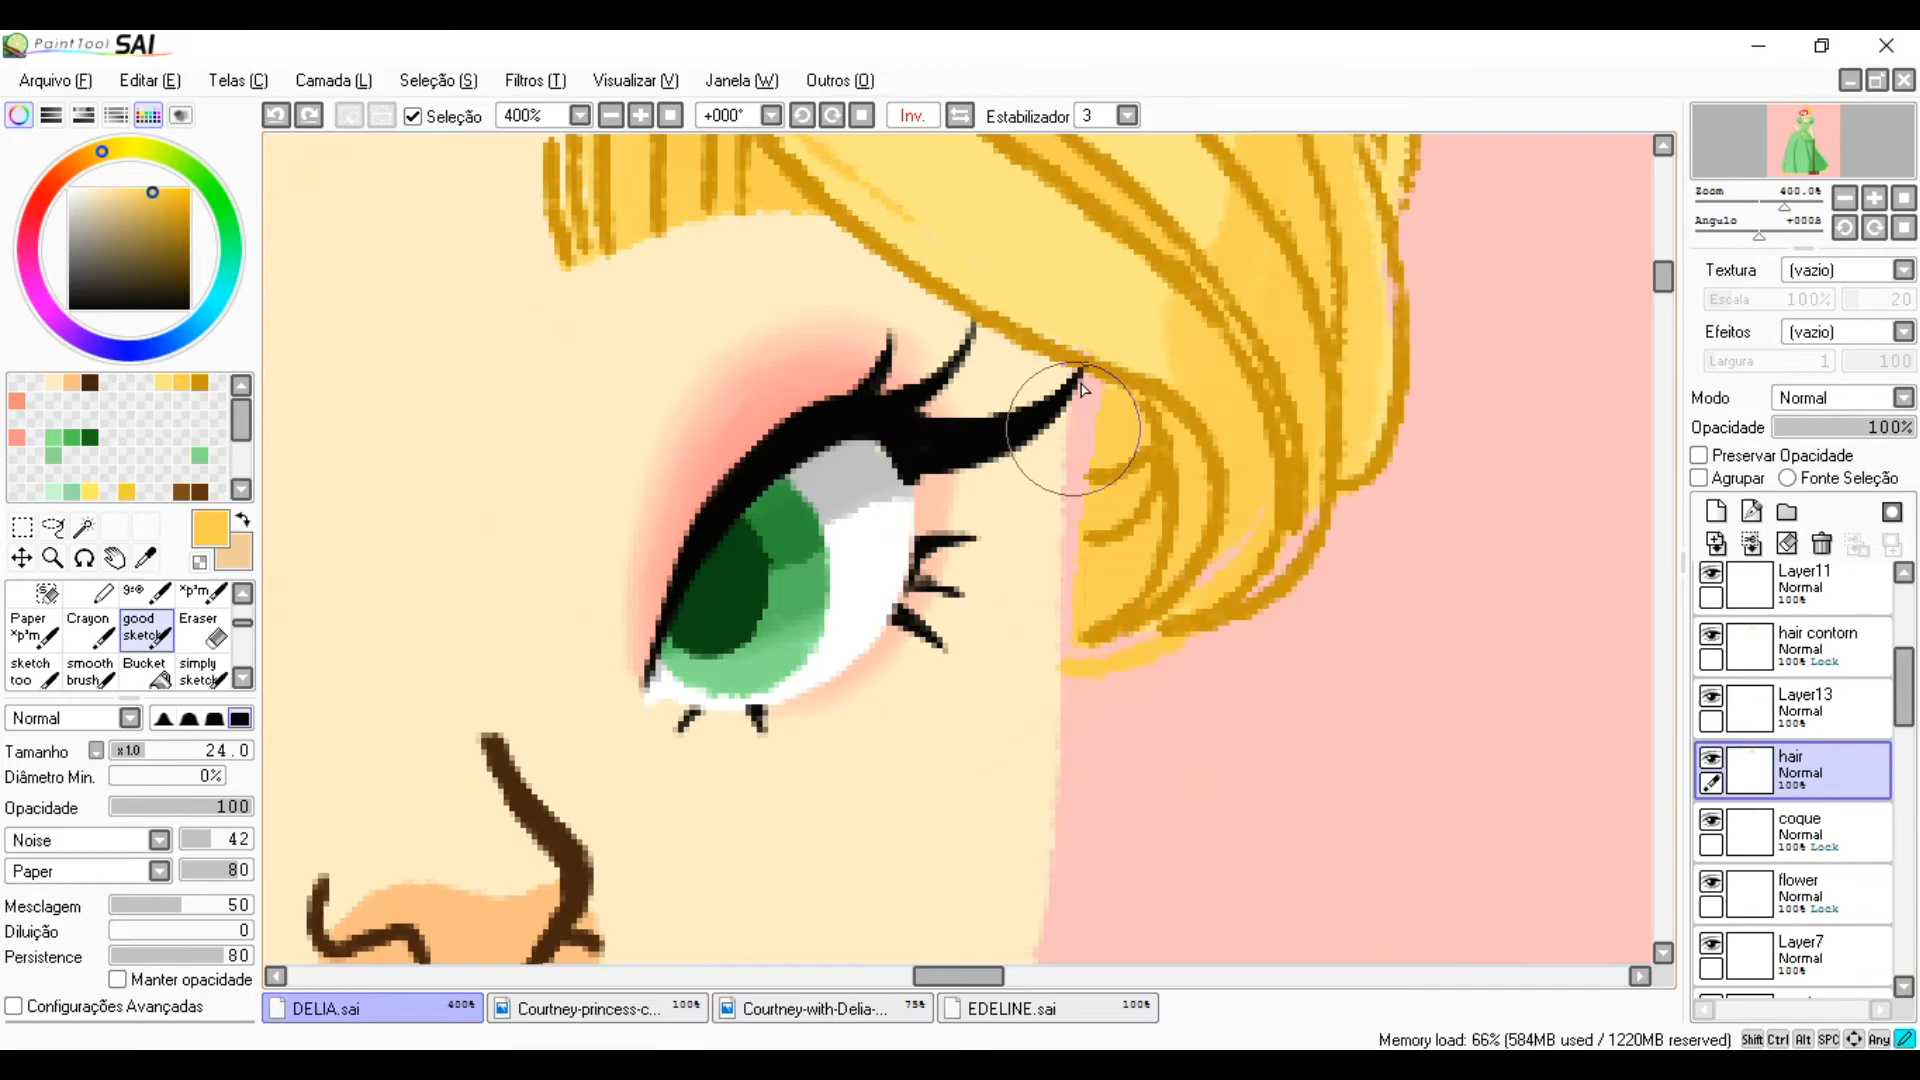 PaintTool SAI
Arquivo (F) Editar (E) Telas (C) Camada (L) Seleção (S) Filtros (T) Visualizar (V) Janela (W) Outros (O)
Seleção 400% +000° Inv. Estabilizador 3
Zoom 400.0%
Angulo +000Â
Textura (vazio)
Escala 100% 20
Efeitos (vazio)
Largura 1 100
Modo Normal
Opacidade 100%
Preservar Opacidade
Agrupar Fonte Seleção
Paper Crayon good sketch Eraser
sketch too smooth brush Bucket simply sketch
Normal
Tamanho x1.0 24.0
Diâmetro Min. 0%
Opacidade 100
Noise 42
Paper 80
Mesclagem 50
Diluição 0
Persistence 80
Manter opacidade
Configurações Avançadas
Layer11
Normal
100%
hair contorn
Normal
100% Lock
Layer13
Normal
100%
hair
Normal
100%
coque
Normal
100% Lock
flower
Normal
100% Lock
Layer7
Normal
100%
DELIA.sai 400% Courtney-princess-c... 100% Courtney-with-Delia-... 75% EDELINE.sai 100%
Memory load: 66% (584MB used / 1220MB reserved) Shift Ctrl Alt SPC Any